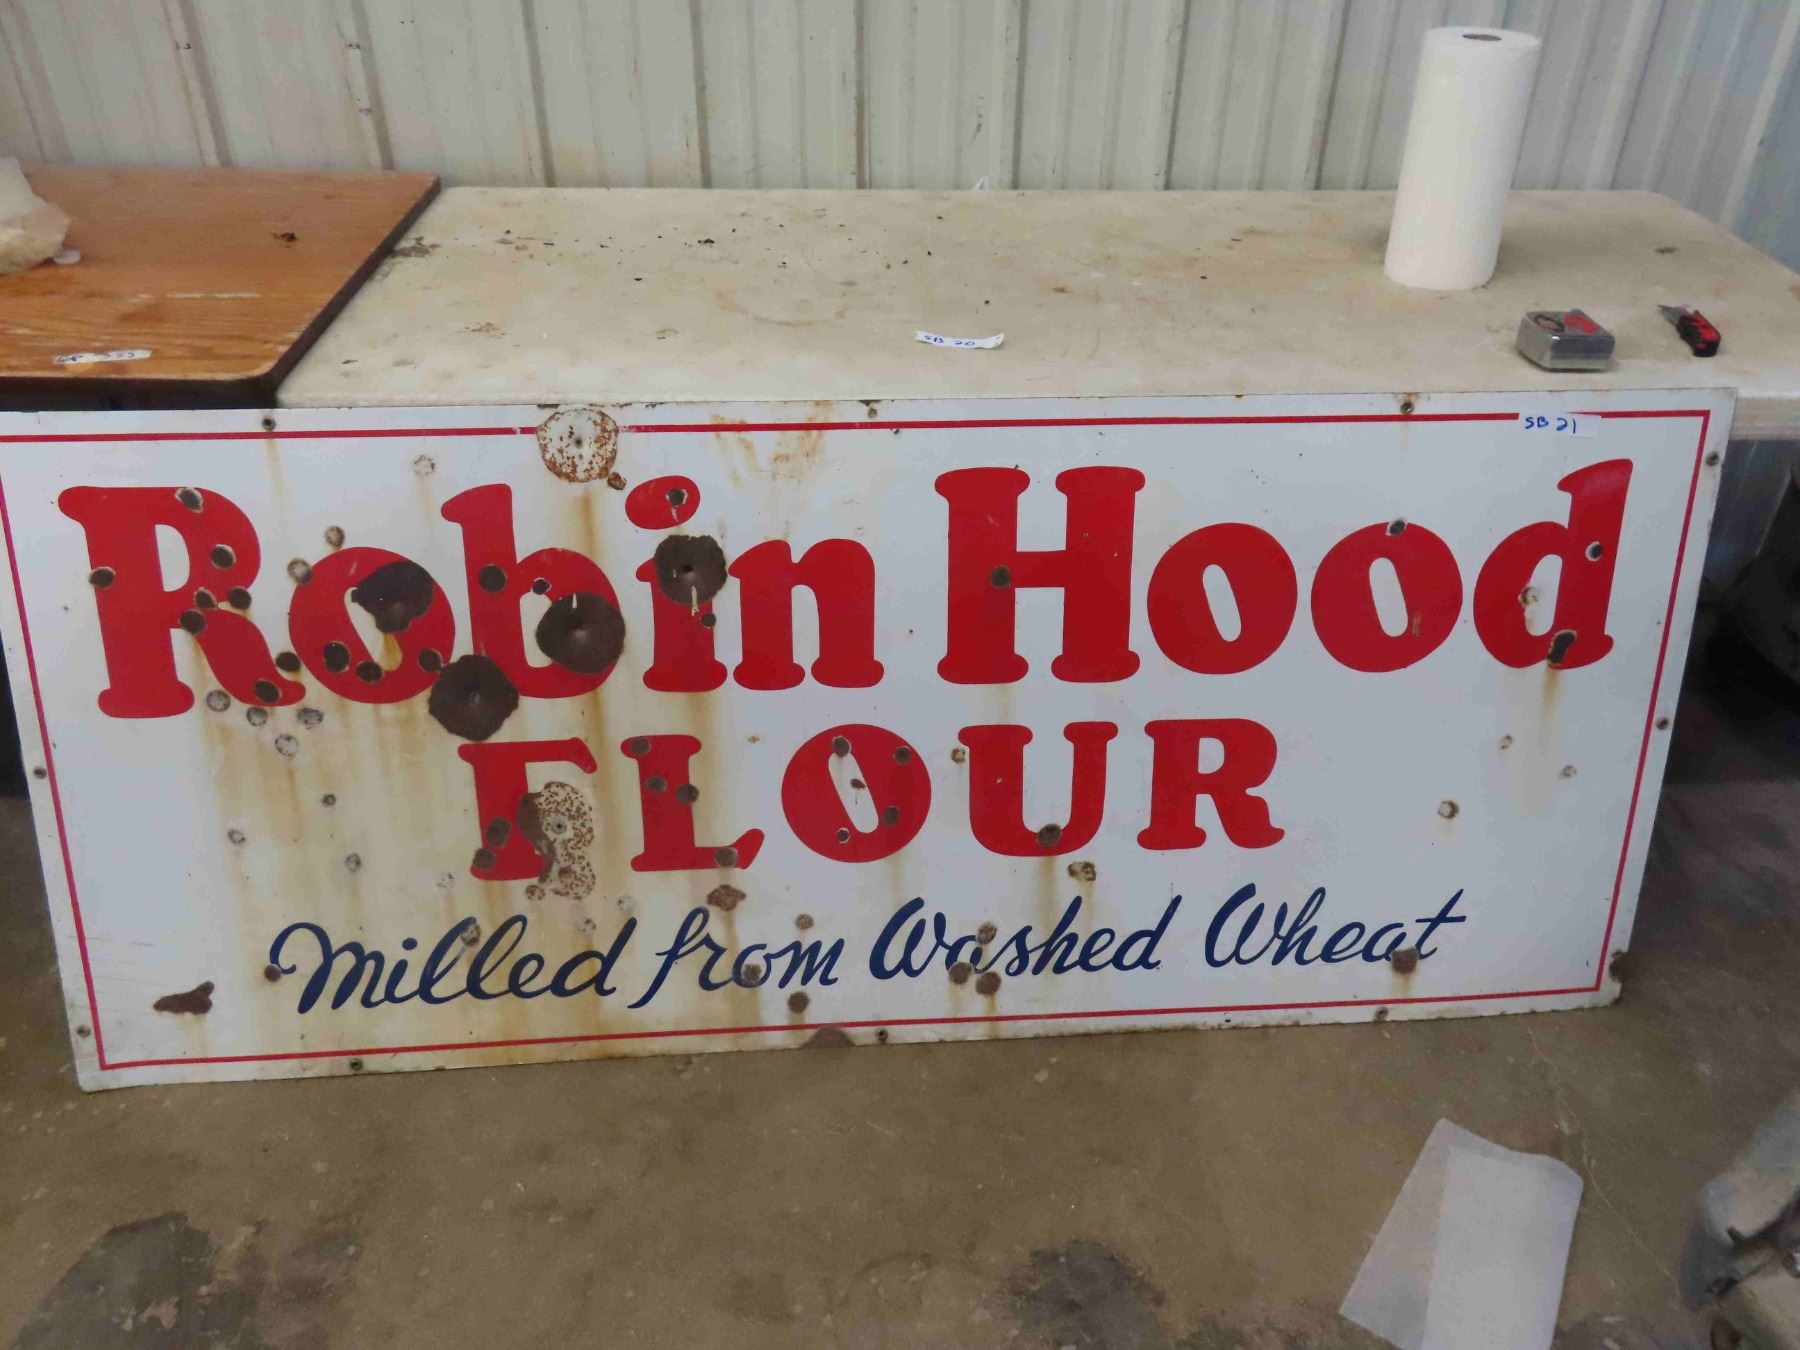 SB 20
SB 21
Robin Hood
FLOUR
Milled from Washed Wheat